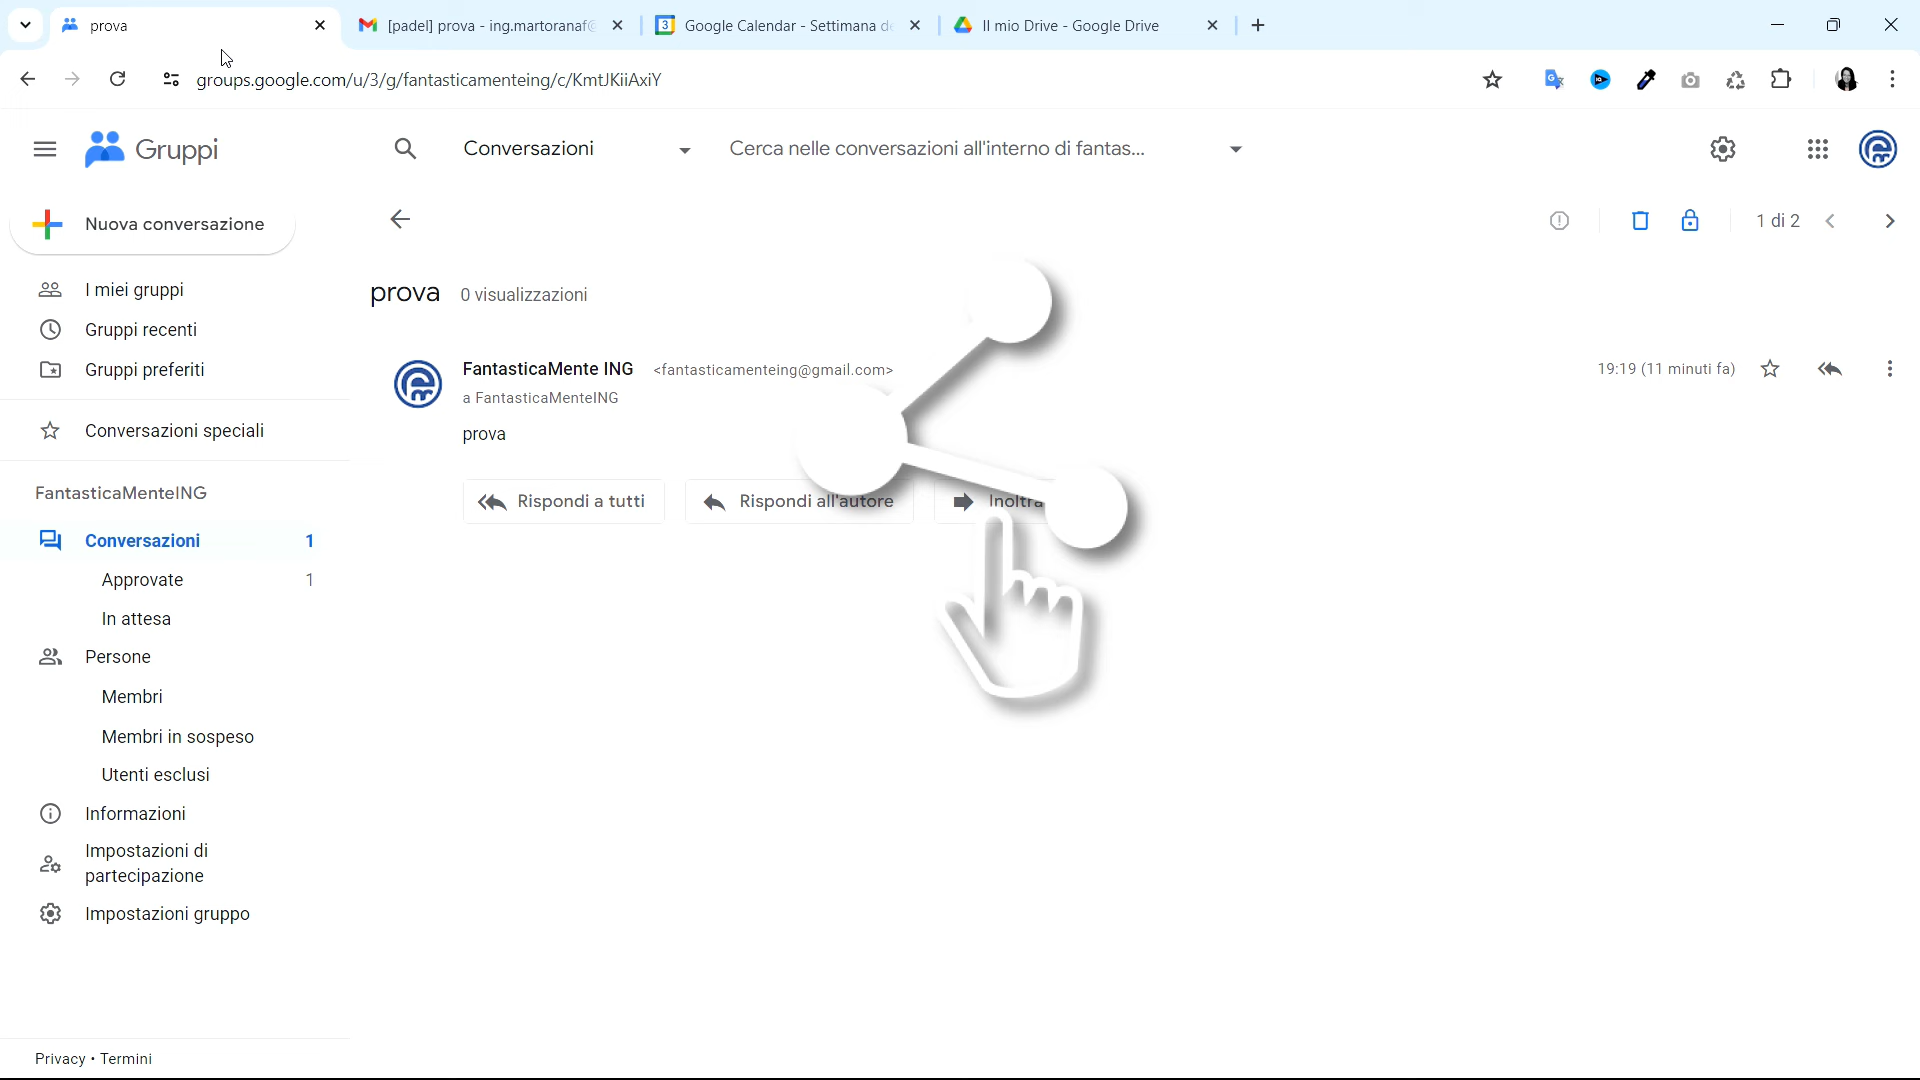 prova
[padel] prova - ing.martoranaf@
Google Calendar - Settimana de
Il mio Drive - Google Drive
groups.google.com/u/3/g/fantasticamenteing/c/KmtJKiiAxiY
Gruppi
Conversazioni
Cerca nelle conversazioni all'interno di fantas...
Nuova conversazione
1 di 2
I miei gruppi
prova 0 visualizzazioni
Gruppi recenti
Gruppi preferiti
FantasticaMente ING <fantasticamenteing@gmail.com>
19:19 (11 minuti fa)
a FantasticaMenteING
prova
Conversazioni speciali
Rispondi a tutti
Rispondi all'autore
Inoltra
FantasticaMenteING
Conversazioni 1
Approvate 1
In attesa
Persone
Membri
Membri in sospeso
Utenti esclusi
Informazioni
Impostazioni di
partecipazione
Impostazioni gruppo
Privacy • Termini